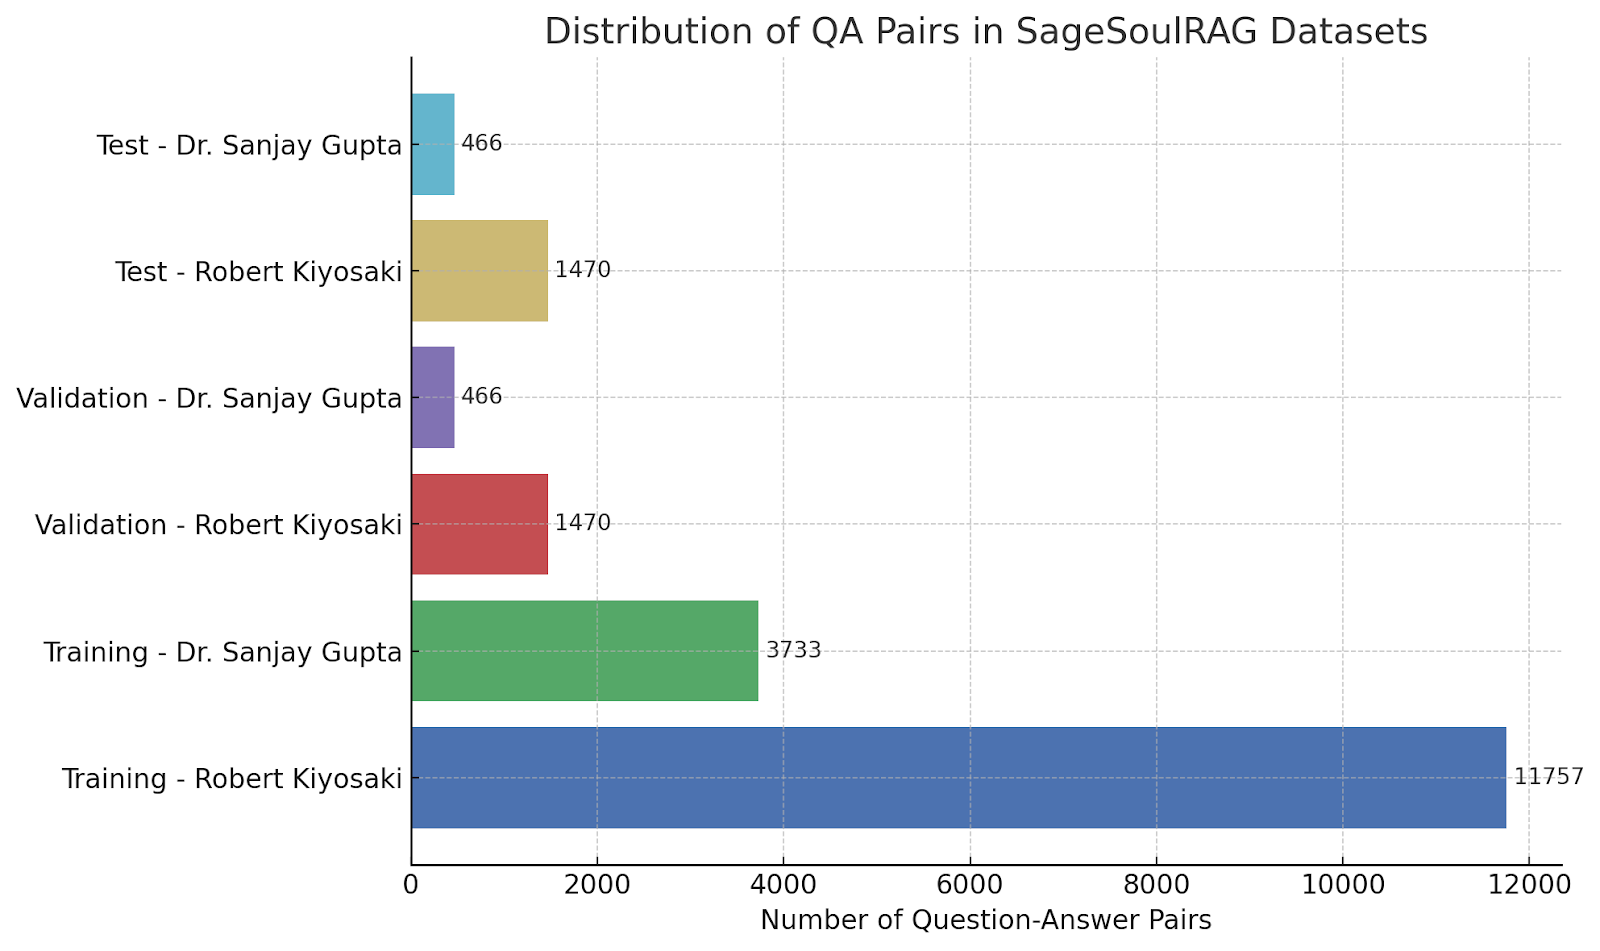 Distribution of QA Pairs in SageSoulRAG Datasets
Test - Dr. Sanjay Gupta
466
Test - Robert Kiyosaki
1470
Validation - Dr. Sanjay Gupta
466
Validation - Robert Kiyosaki
1470
Training - Dr. Sanjay Gupta
3733
Training - Robert Kiyosaki
11757
0 2000 4000 6000 8000 10000 12000
Number of Question-Answer Pairs